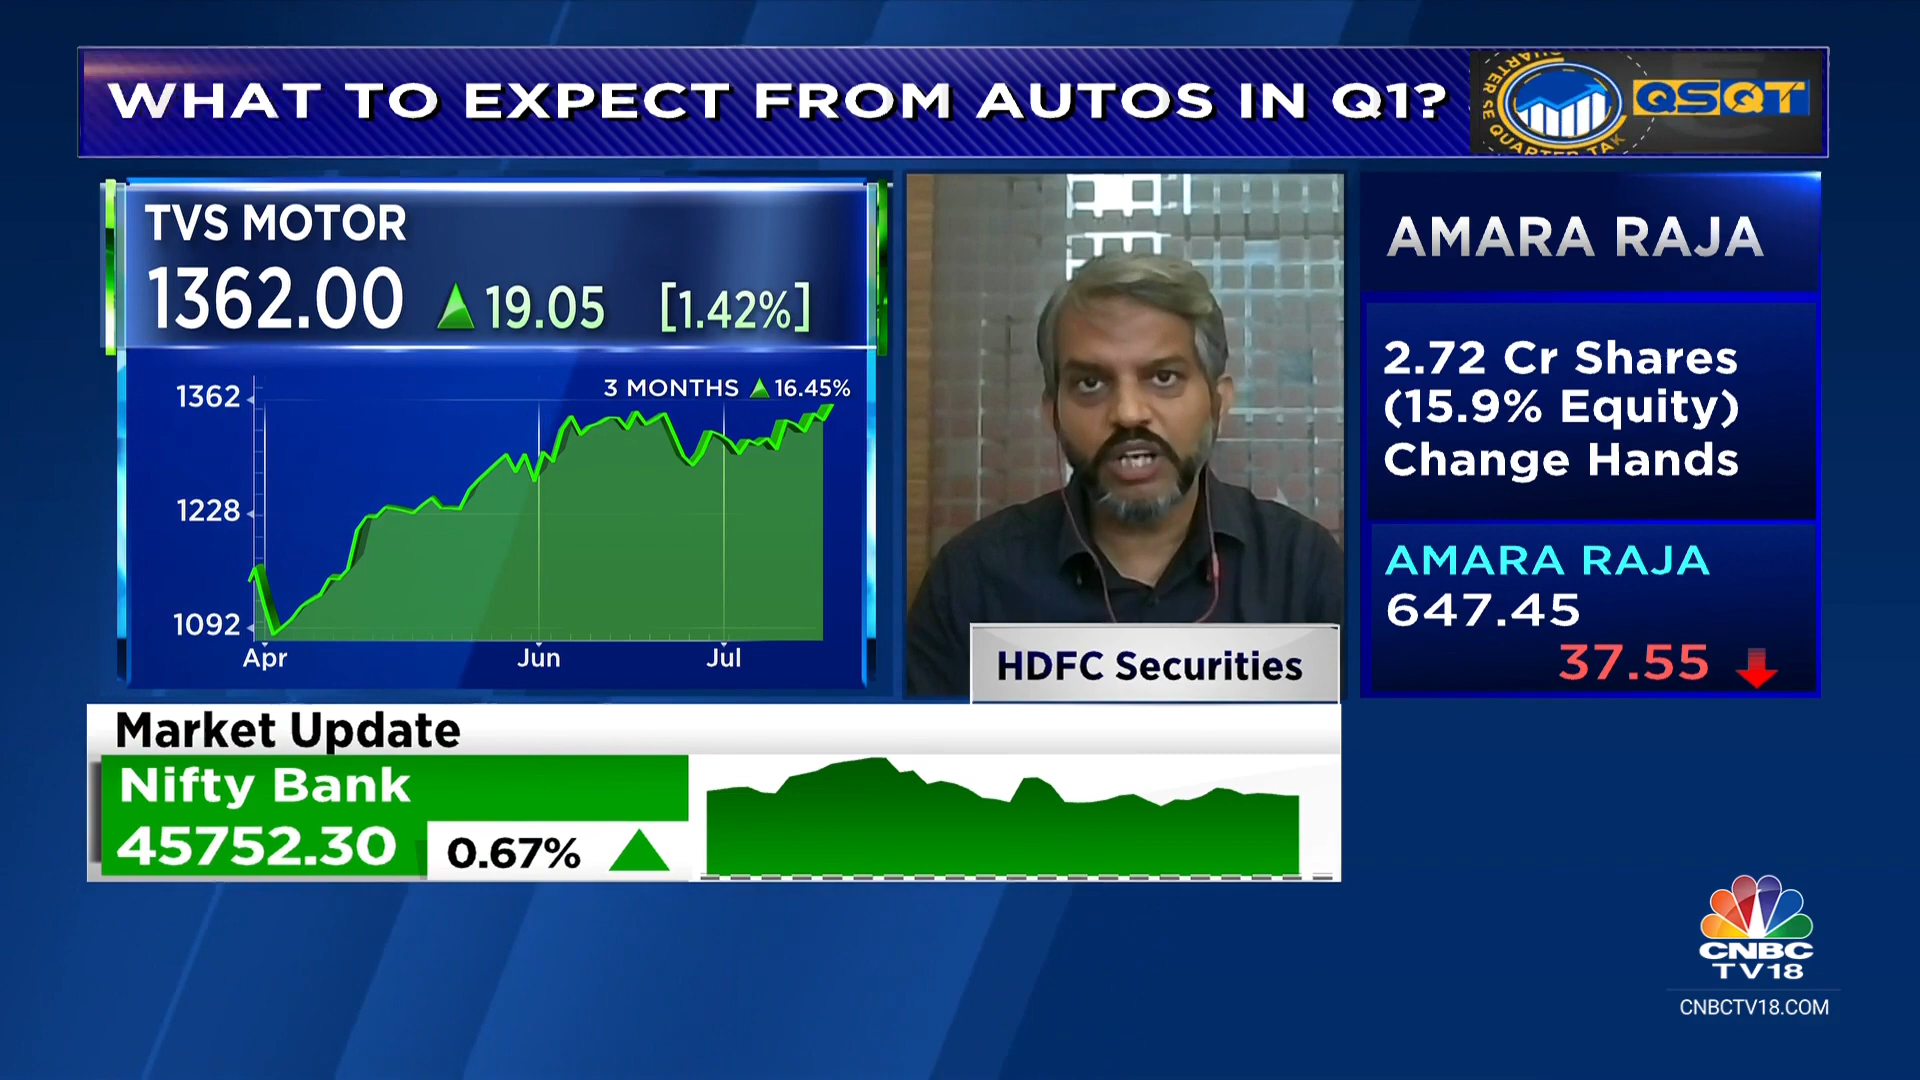 WHAT TO EXPECT FROM AUTOS IN Q1?
QSQT
TVS MOTOR
1362.00 ▲ 19.05 [1.42%]
3 MONTHS ▲ 16.45%
1362
1228
1092
Apr Jun Jul
HDFC Securities
AMARA RAJA
2.72 Cr Shares
(15.9% Equity)
Change Hands
AMARA RAJA
647.45
37.55
Market Update
Nifty Bank
45752.30
0.67%
CNBC
TV18
CNBCTV18.COM